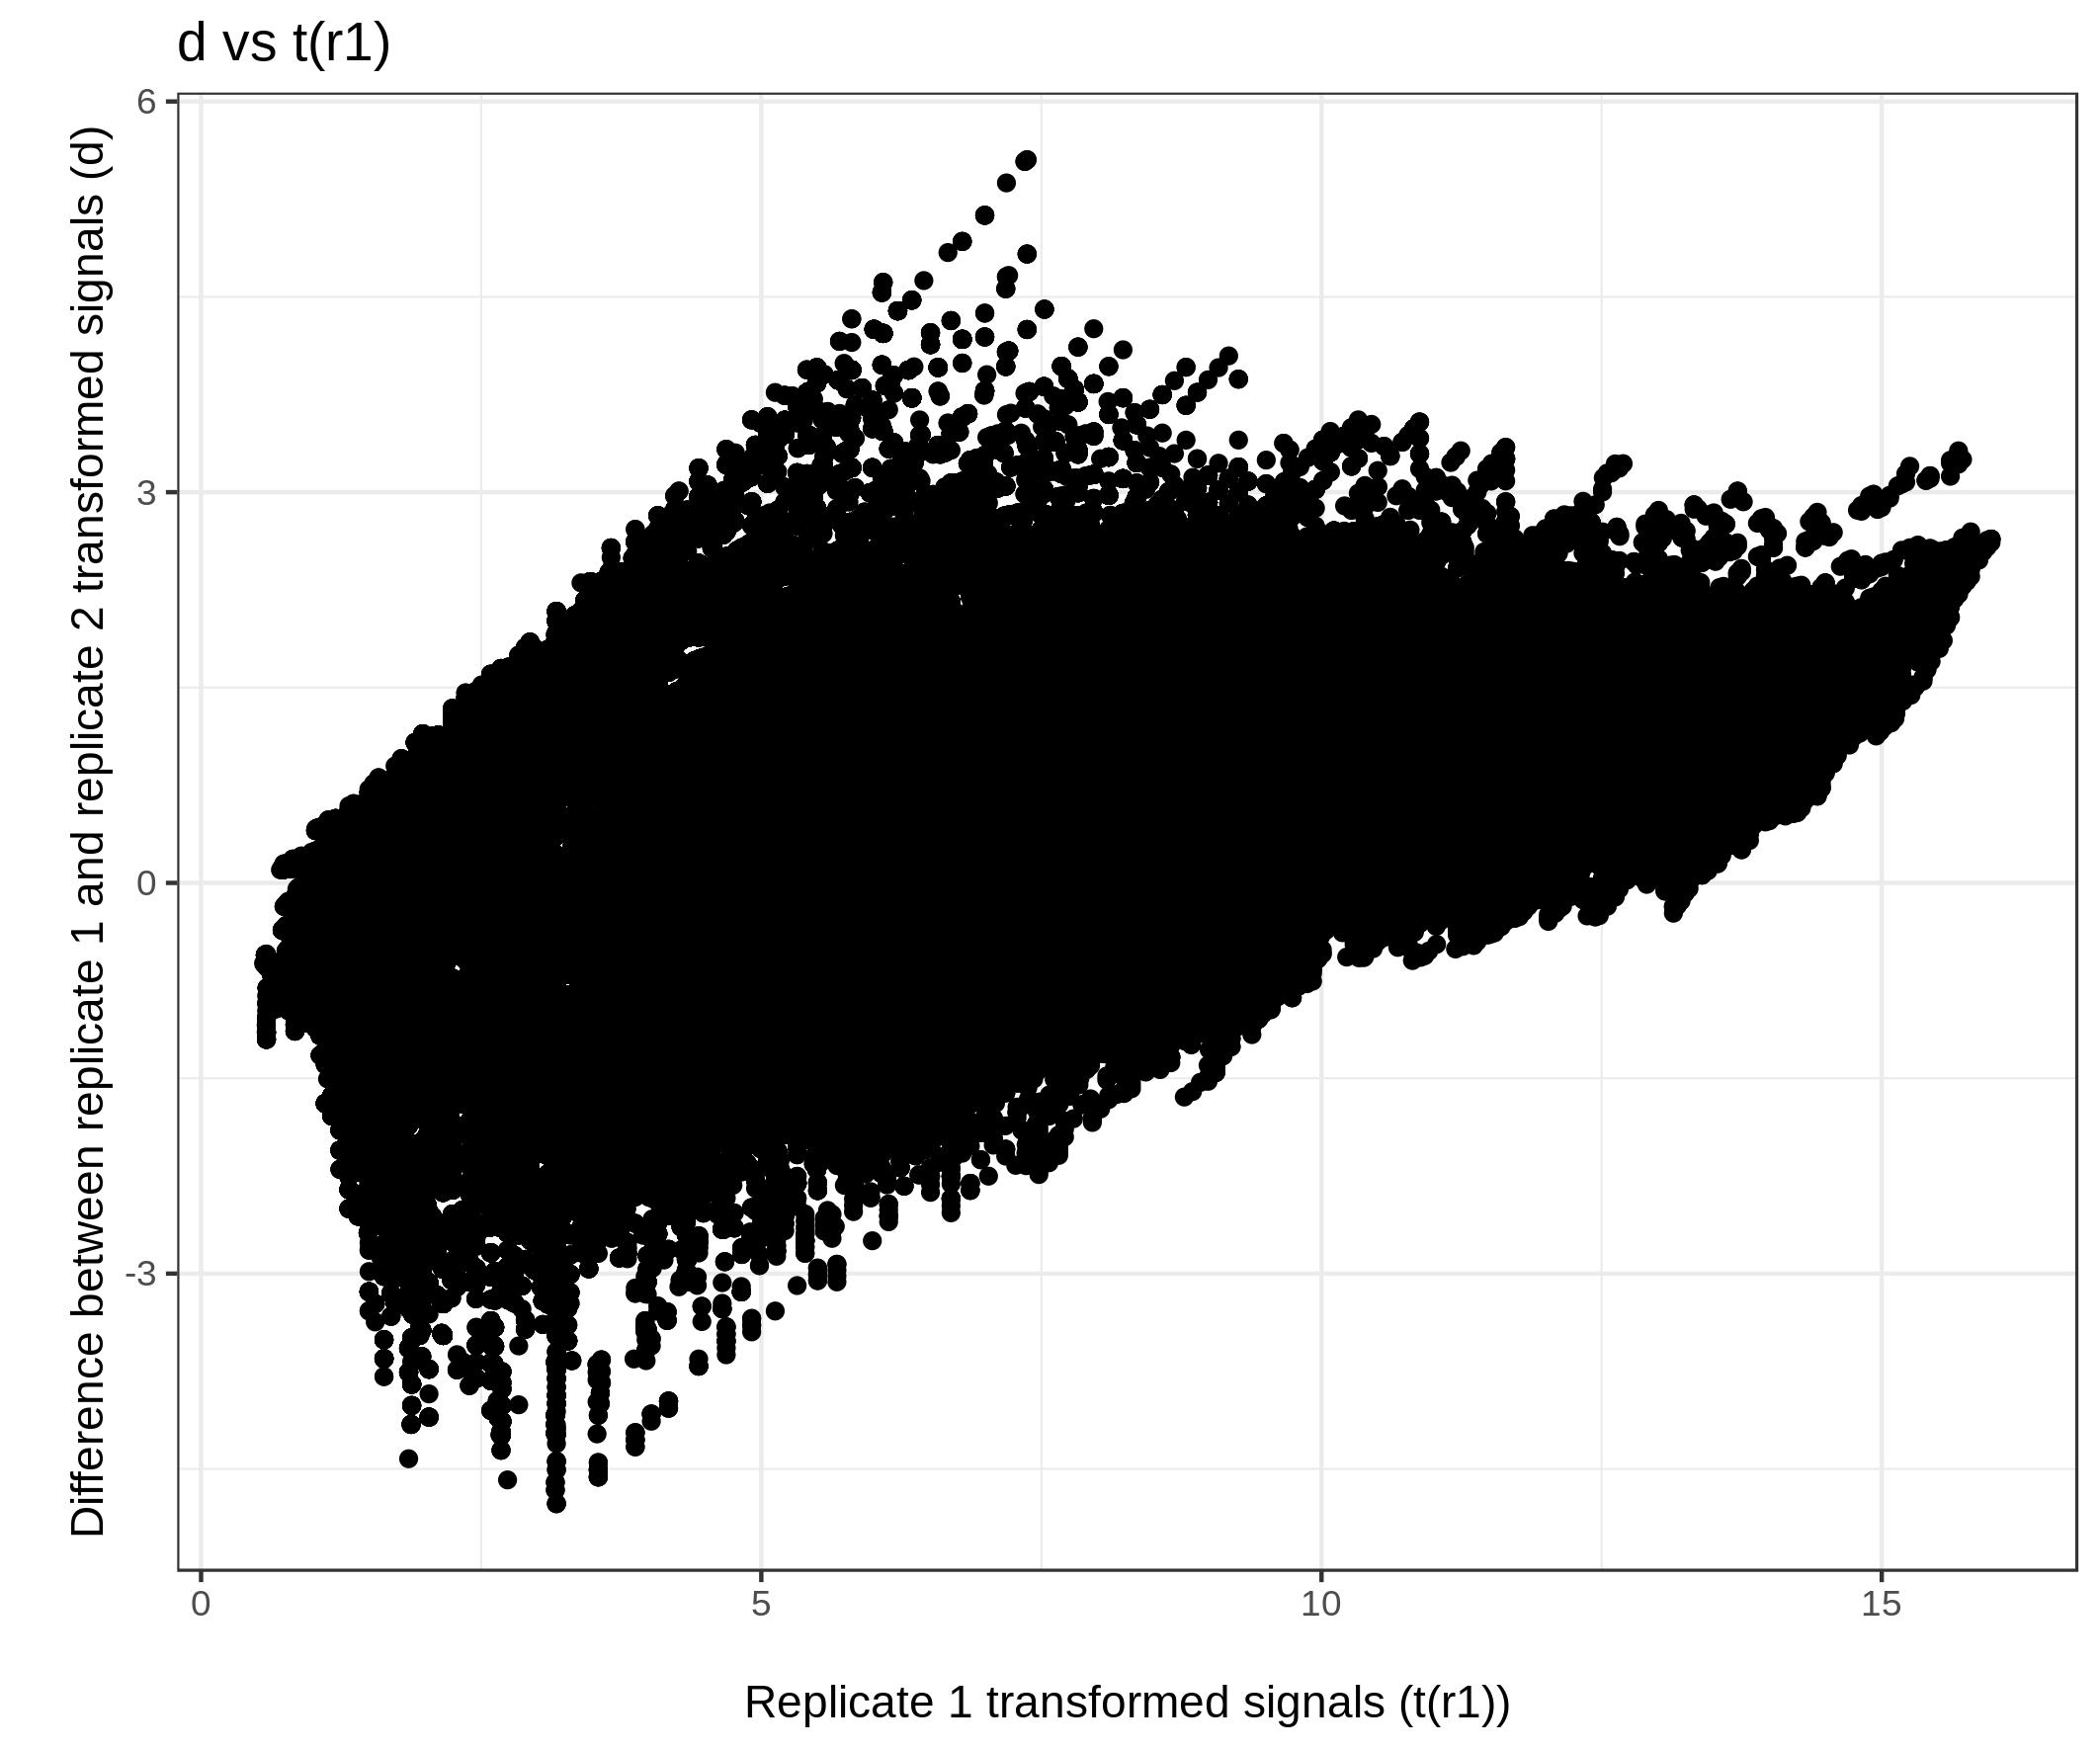 d vs t(r1)
6
3
0
-3
Difference between replicate 1 and replicate 2 transformed signals (d)
0 5 10 15
Replicate 1 transformed signals (t(r1))